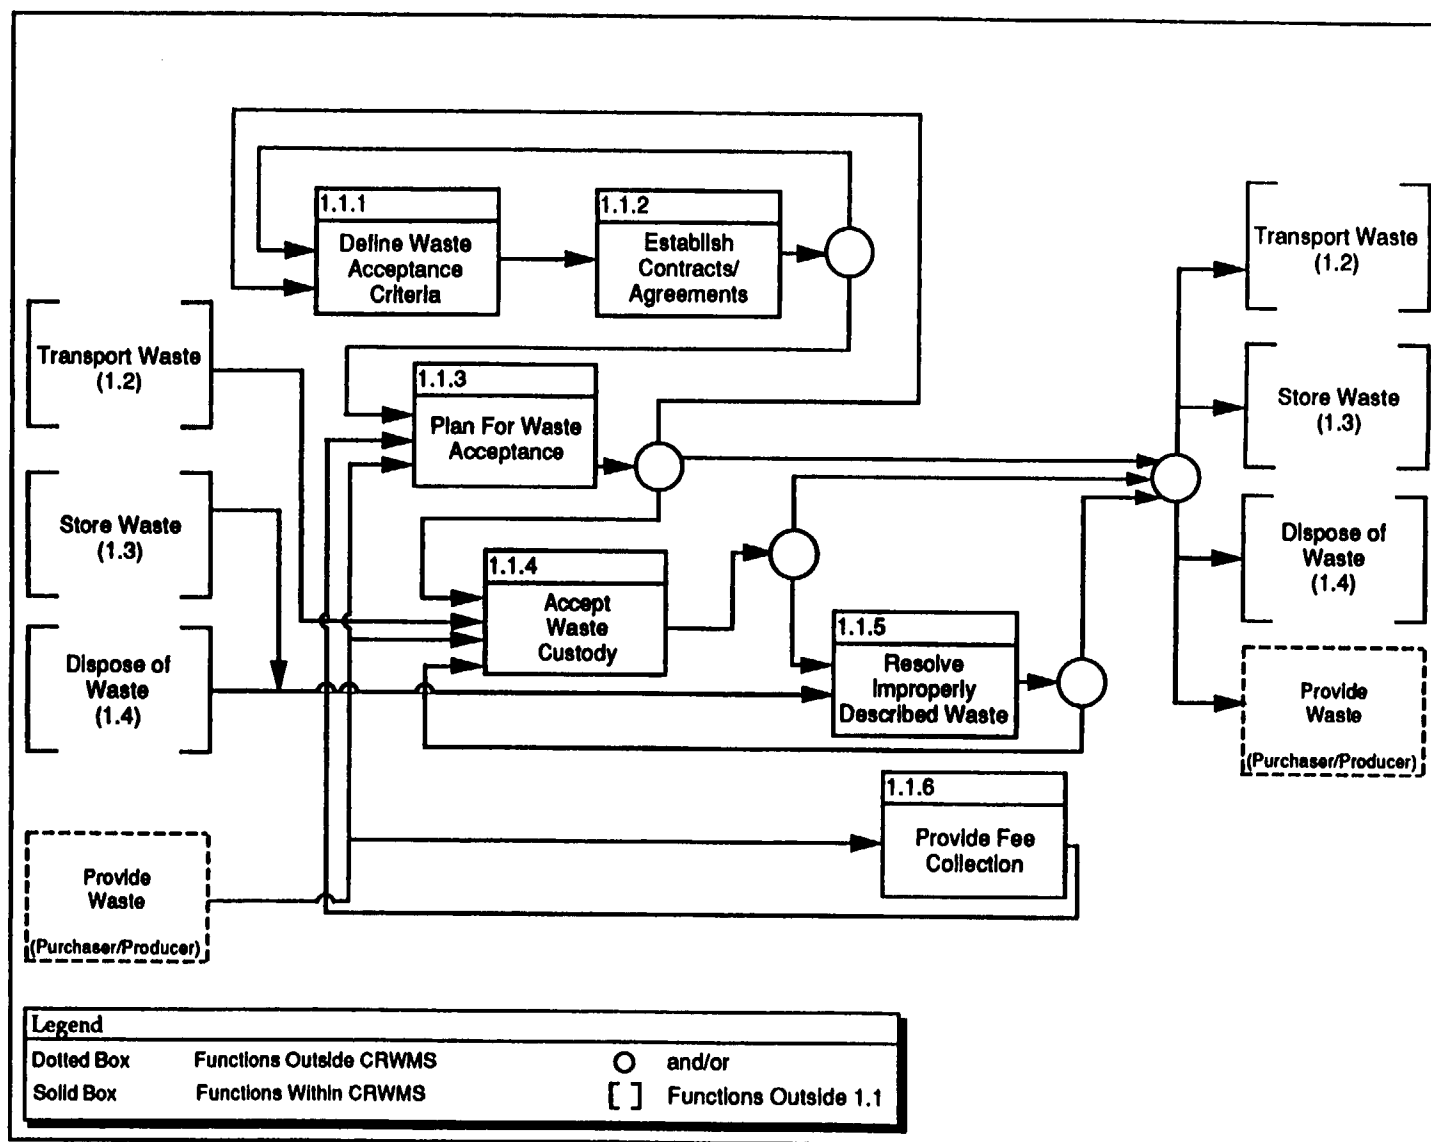 1.1.1
Define Waste
Acceptance
Criteria
1.1.2
Establish
Contracts/
Agreements
Transport Waste
(1.2)
Store Waste
(1.3)
Dispose of
Waste
(1.4)
Provide
Waste
(Purchaser/Producer)
1.1.3
Plan For Waste
Acceptance
1.1.4
Accept
Waste
Custody
1.1.5
Resolve
Improperly
Described Waste
1.1.6
Provide Fee
Collection
Transport Waste
(1.2)
Store Waste
(1.3)
Dispose of
Waste
(1.4)
Provide
Waste
(Purchaser/Producer)
Legend
Dotted Box Functions Outside CRWMS and/or
Solid Box Functions Within CRWMS [ ] Functions Outside 1.1